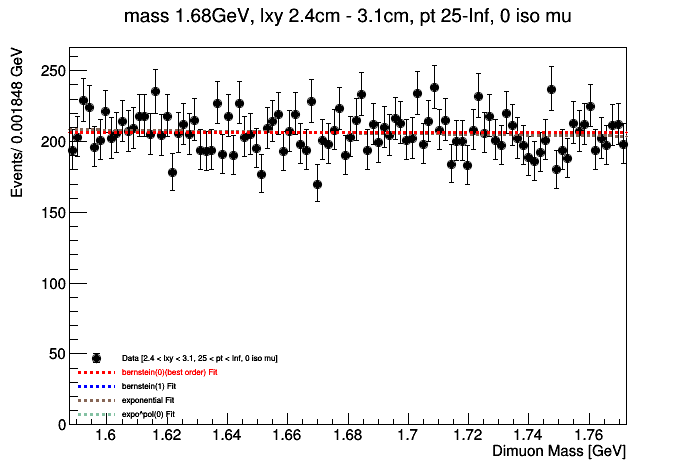 mass 1.68GeV, lxy 2.4cm - 3.1cm, pt 25-Inf, 0 iso mu
Events/ 0.001848 GeV
250
200
150
100
50
0
Data [2.4 < lxy < 3.1, 25 < pt < Inf, 0 iso mu]
bernstein(0)(best order) Fit
bernstein(1) Fit
exponential Fit
expo*pol(0) Fit
1.6 1.62 1.64 1.66 1.68 1.7 1.72 1.74 1.76
Dimuon Mass [GeV]